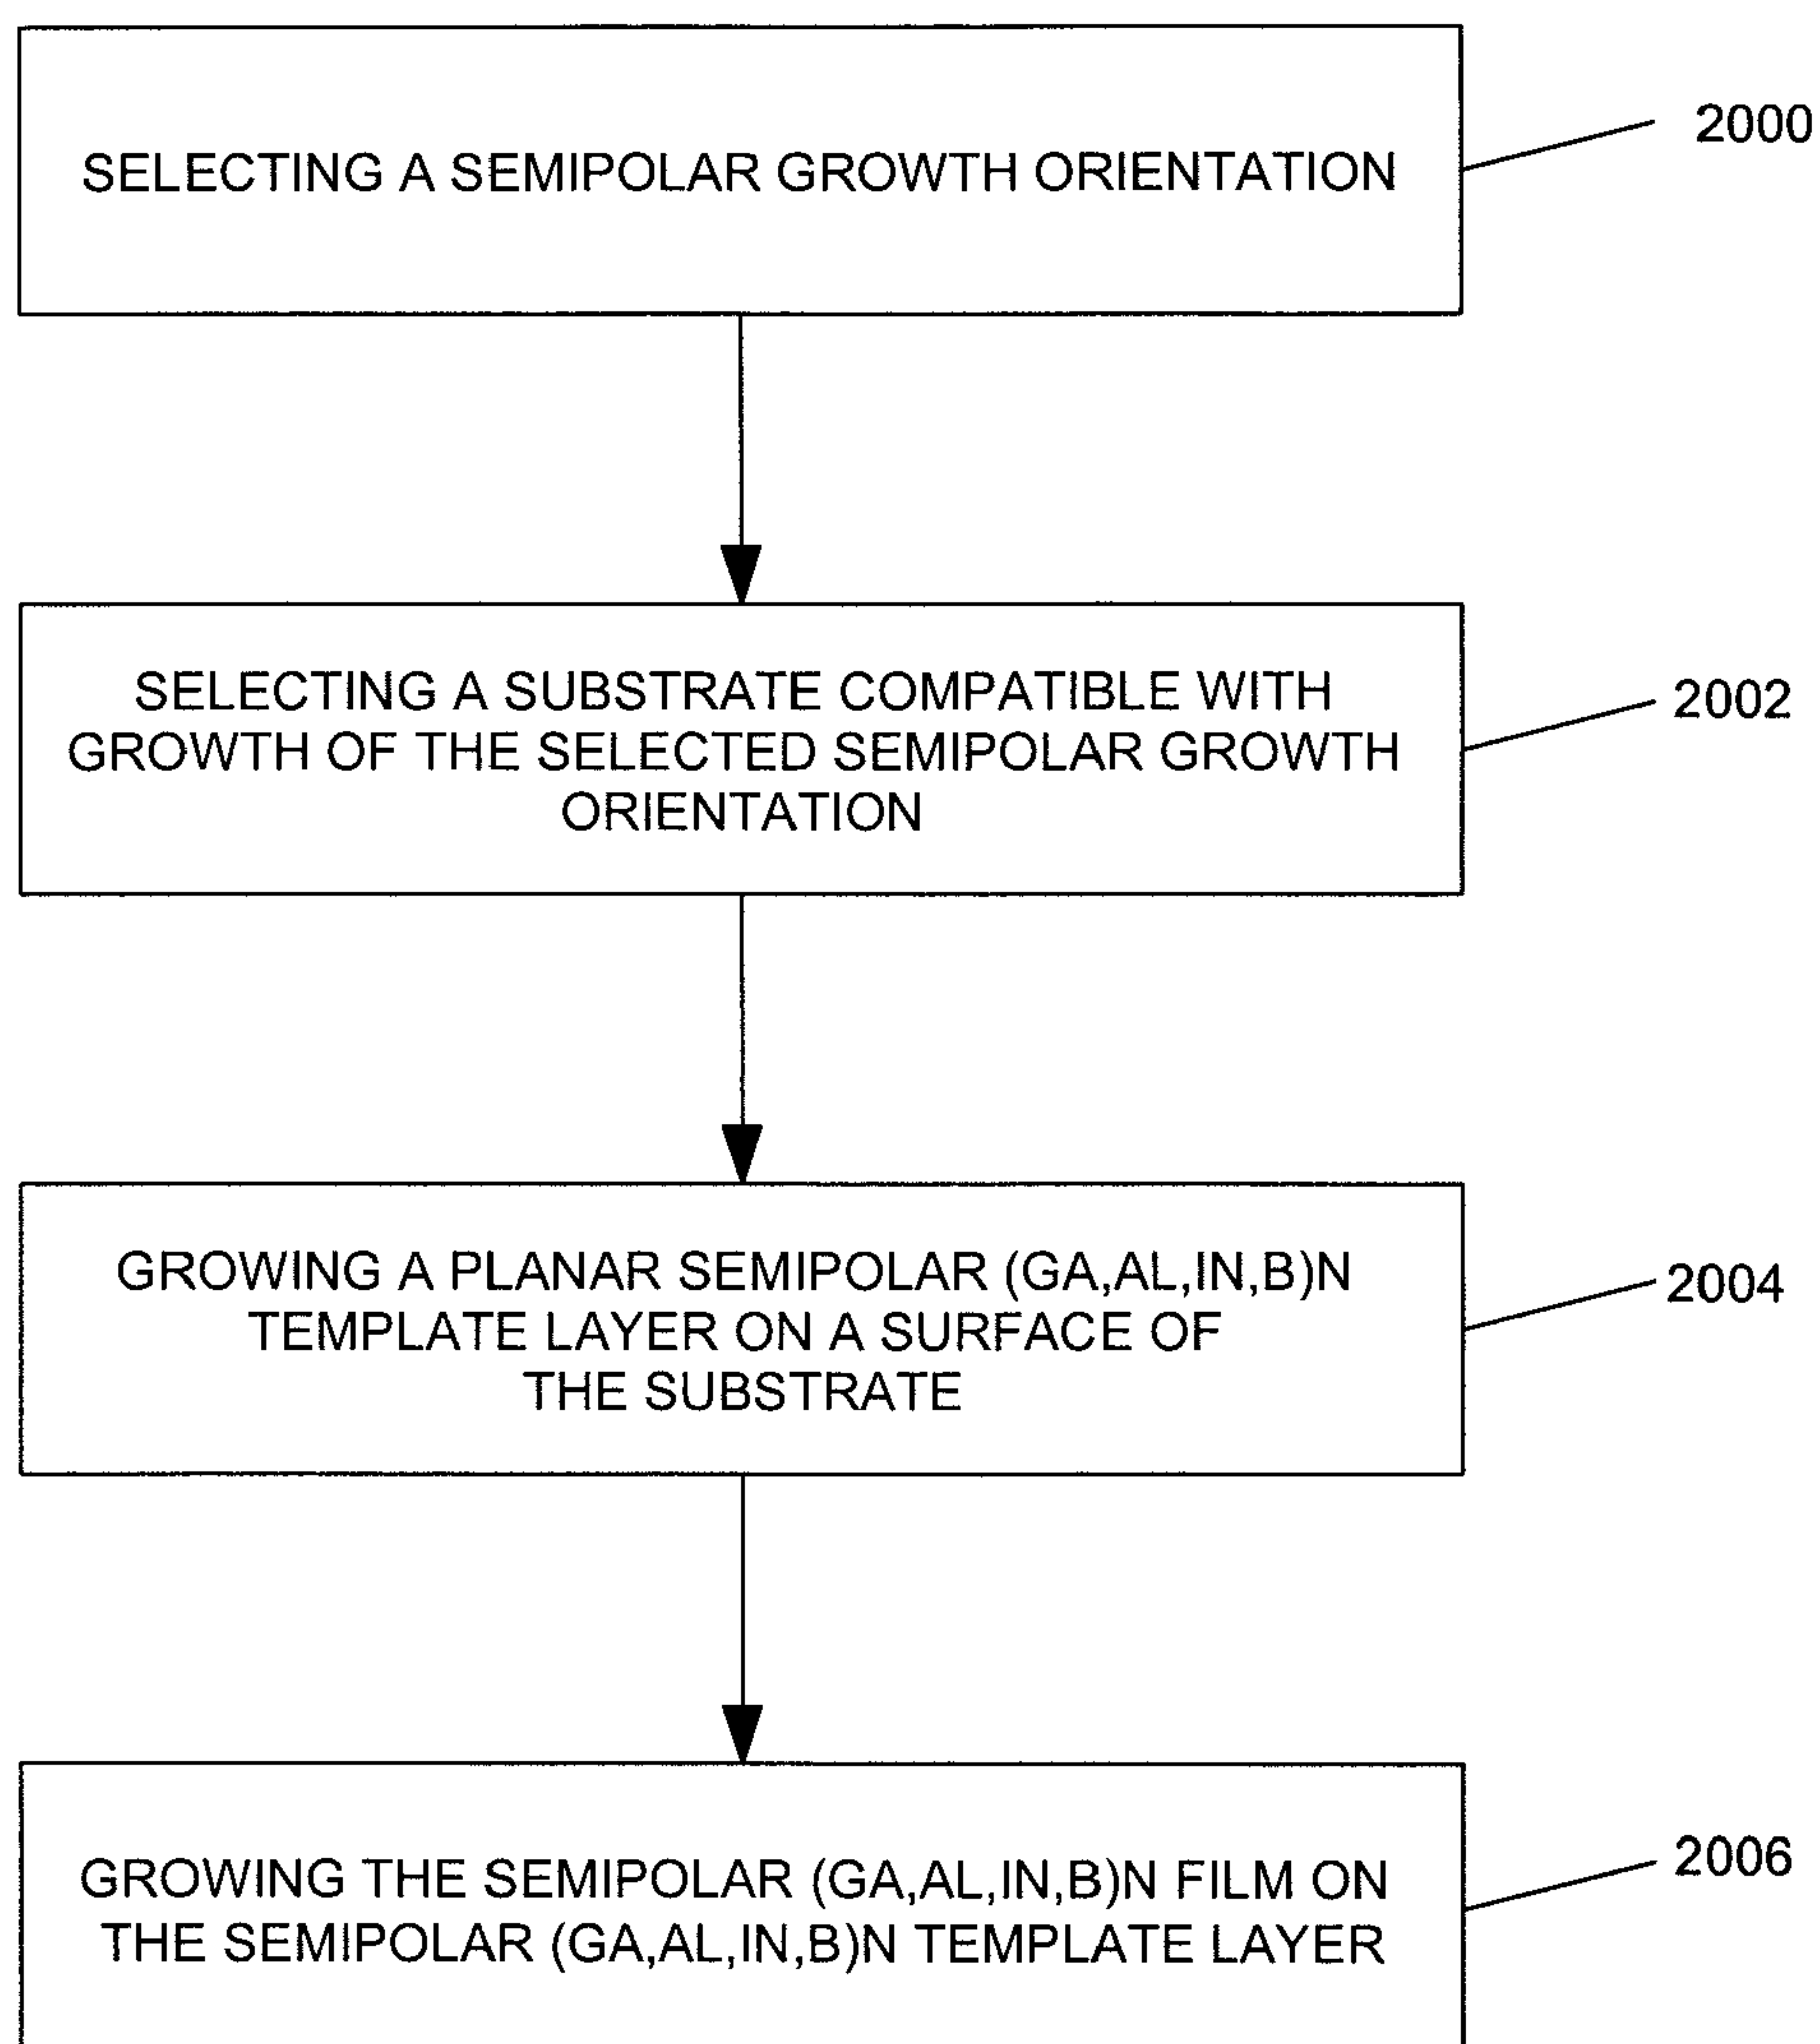 SELECTING A SEMIPOLAR GROWTH ORIENTATION
2000
SELECTING A SUBSTRATE COMPATIBLE WITH
GROWTH OF THE SELECTED SEMIPOLAR GROWTH
ORIENTATION
2002
GROWING A PLANAR SEMIPOLAR (GA,AL,IN,B)N
TEMPLATE LAYER ON A SURFACE OF
THE SUBSTRATE
2004
GROWING THE SEMIPOLAR (GA,AL,IN,B)N FILM ON
THE SEMIPOLAR (GA,AL,IN,B)N TEMPLATE LAYER
2006